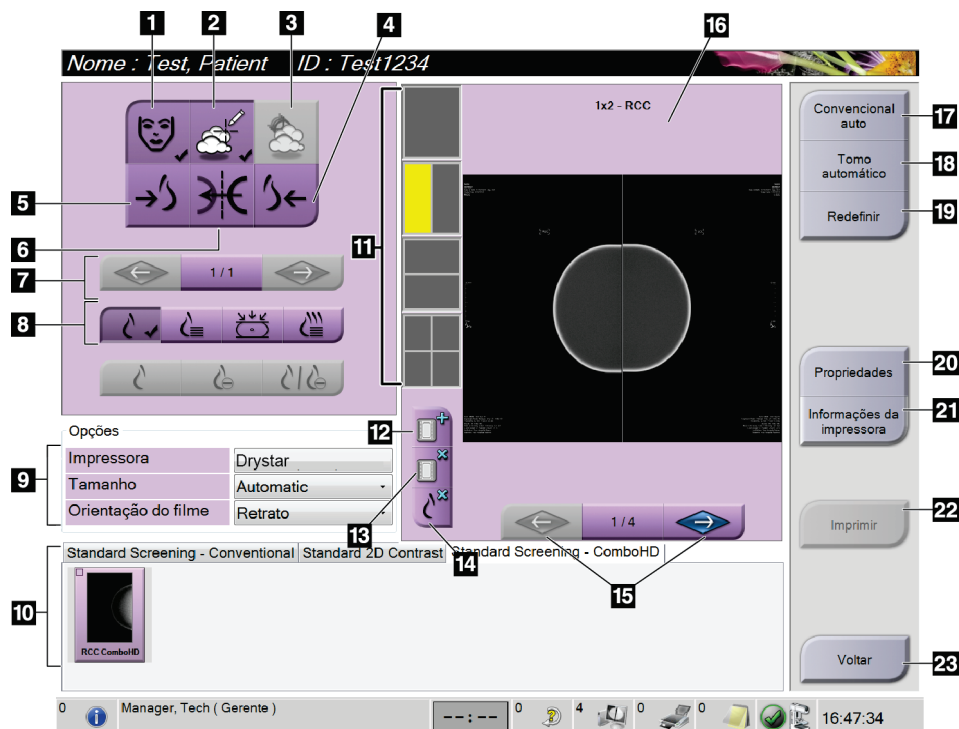 1
2
3
4
16
Nome : Test, Patient ID : Test1234
5
6
7
8
11
1/1
1x2 - RCC
Convencional
auto
17
Tomo
automático
18
Redefinir
19
Propriedades
20
Informações da
impressora
21
Imprimir
22
Voltar
23
Opções
9
Impressora
Drystar
Tamanho
Automatic
Orientação do filme
Retrato
12
13
14
1/4
15
10
Standard Screening - Conventional
Standard 2D Contrast
Standard Screening - ComboHD
RCC ComboHD
0
Manager, Tech ( Gerente )
--:--
0
4
0
0
16:47:34